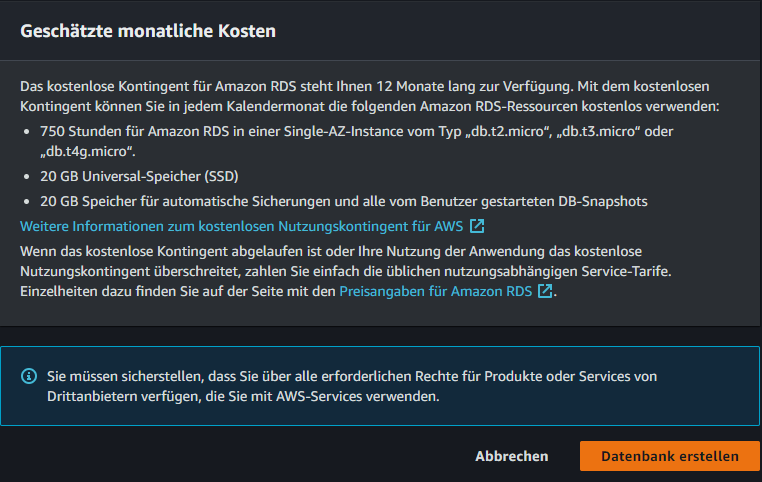 Geschätzte monatliche Kosten
Das kostenlose Kontingent für Amazon RDS steht Ihnen 12 Monate lang zur Verfügung. Mit dem kostenlosen
Kontingent können Sie in jedem Kalendermonat die folgenden Amazon RDS-Ressourcen kostenlos verwenden:
• 750 Stunden für Amazon RDS in einer Single-AZ-Instance vom Typ „db.t2.micro“, „db.t3.micro“ oder
„db.t4g.micro“.
• 20 GB Universal-Speicher (SSD)
• 20 GB Speicher für automatische Sicherungen und alle vom Benutzer gestarteten DB-Snapshots
Weitere Informationen zum kostenlosen Nutzungskontingent für AWS
Wenn das kostenlose Kontingent abgelaufen ist oder Ihre Nutzung der Anwendung das kostenlose
Nutzungskontingent überschreitet, zahlen Sie einfach die üblichen nutzungsabhängigen Service-Tarife.
Einzelheiten dazu finden Sie auf der Seite mit den Preisangaben für Amazon RDS.
Sie müssen sicherstellen, dass Sie über alle erforderlichen Rechte für Produkte oder Services von
Drittanbietern verfügen, die Sie mit AWS-Services verwenden.
Abbrechen Datenbank erstellen